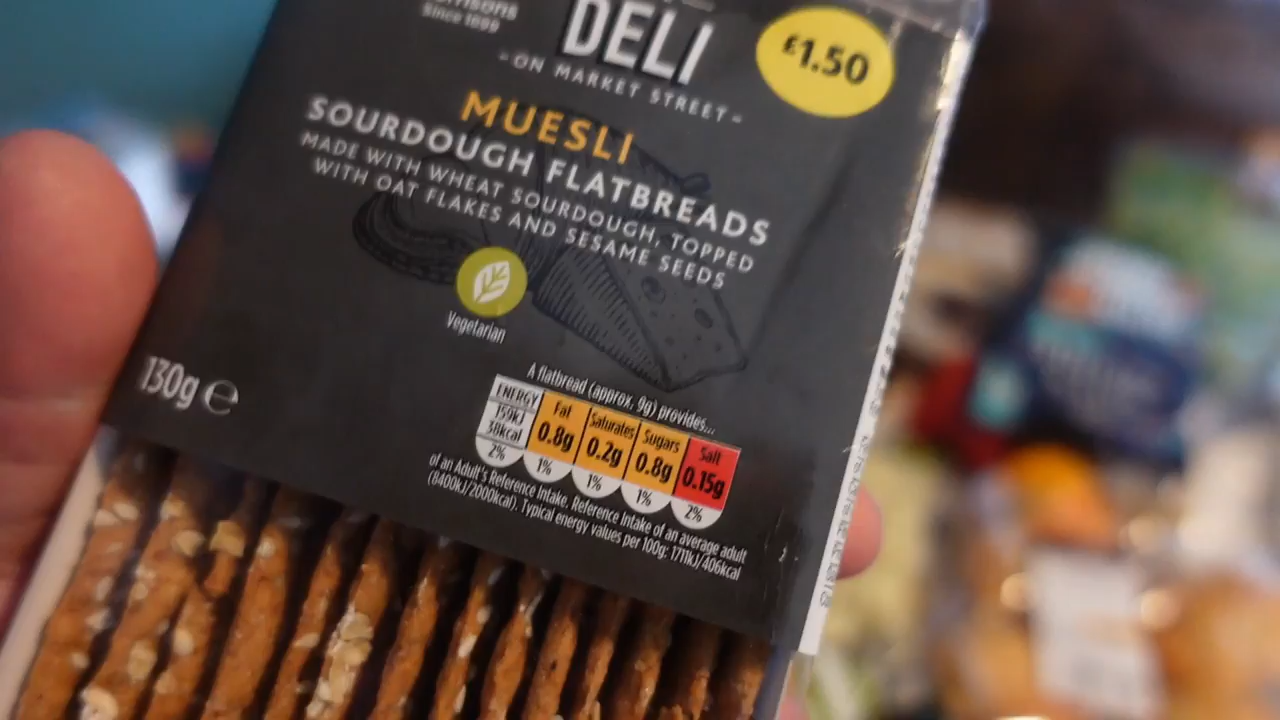 Since 1899
DELI
-ON MARKET STREET-
£1.50
MUESLI
SOURDOUGH FLATBREADS
MADE WITH WHEAT SOURDOUGH, TOPPED
WITH OAT FLAKES AND SESAME SEEDS
Vegetarian
130g e
A flatbread (approx. 9g) provides...
ENERGY Fat Saturates Sugars Salt
159kJ
38kcal 0.8g 0.2g 0.8g 0.15g
2% 1% 1% 1% 2%
of an Adult's Reference Intake. Reference Intake of an average adult
(8400kJ/2000kcal). Typical energy values per 100g: 1711kJ/406kcal